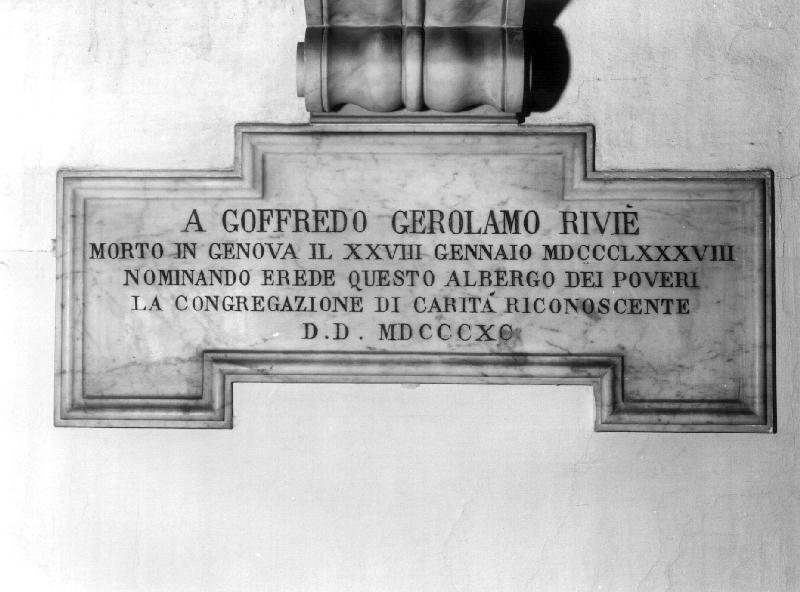 A GOFFREDO GEROLAMO RIVIÈ
MORTO IN GENOVA IL XXVIII GENNAIO MDCCCLXXXVIII
NOMINANDO EREDE QUESTO ALBERGO DEI POVERI
LA CONGREGAZIONE DI CARITÁ RICONOSCENTE
D.D. MDCCCXC